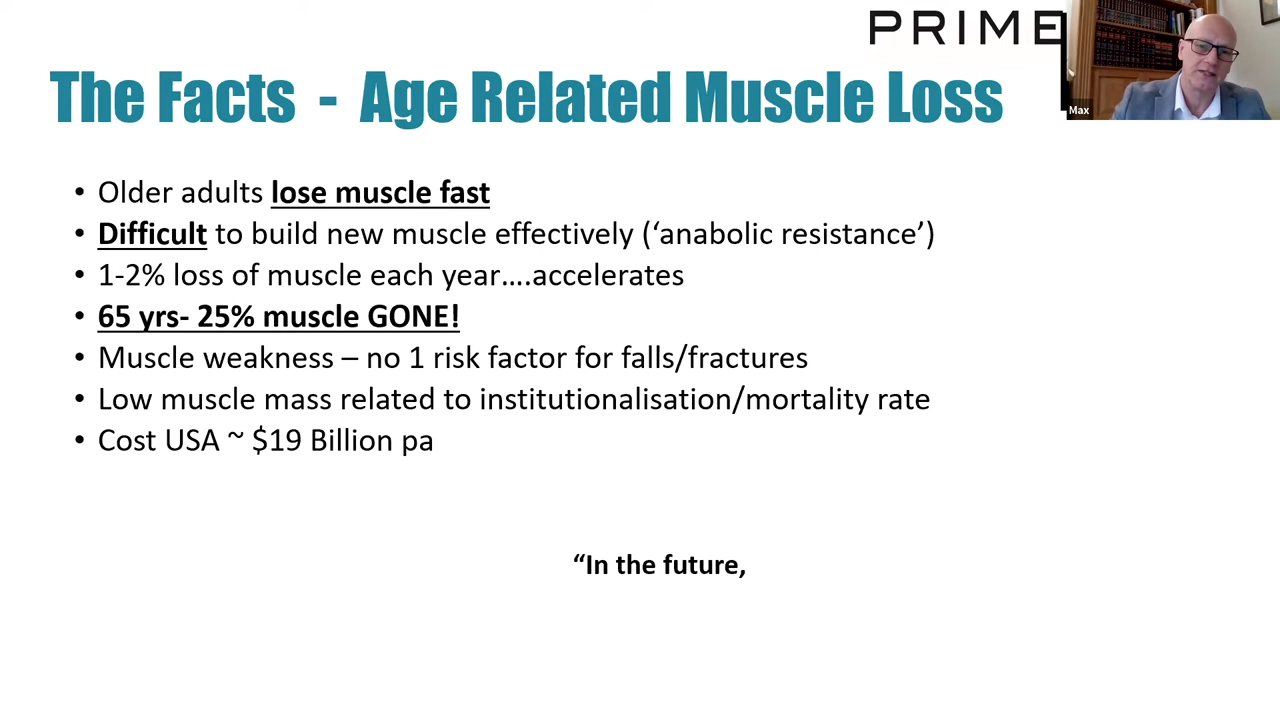 PRIME
Max
The Facts - Age Related Muscle Loss
• Older adults lose muscle fast
• Difficult to build new muscle effectively (‘anabolic resistance’)
• 1-2% loss of muscle each year….accelerates
• 65 yrs- 25% muscle GONE!
• Muscle weakness – no 1 risk factor for falls/fractures
• Low muscle mass related to institutionalisation/mortality rate
• Cost USA ~ $19 Billion pa
“In the future,